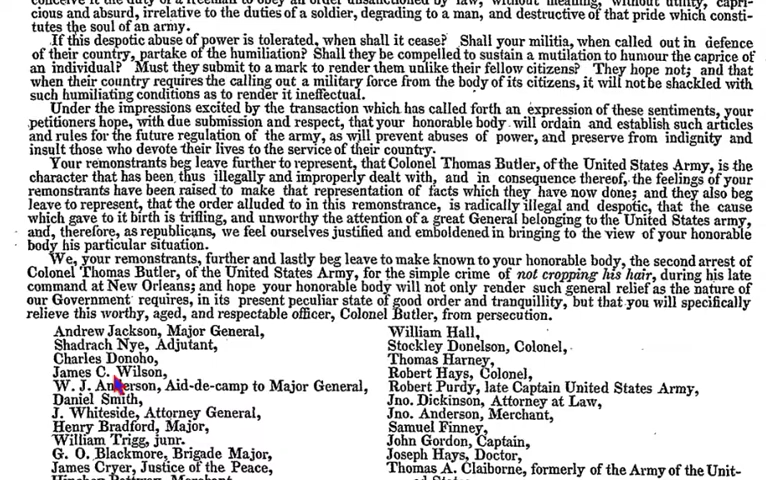 conceive it the duty of a freeman to obey an order unsanctioned by law, without meaning, without utility, capri-
cious and absurd, irrelative to the duties of a soldier, degrading to a man, and destructive of that pride which consti-
tutes the soul of an army.
If this despotic abuse of power is tolerated, when shall it cease? Shall your militia, when called out in defence
of their country, partake of the humiliation? Shall they be compelled to sustain a mutilation to humour the caprice of
an individual? Must they submit to a mark to render them unlike their fellow citizens? They hope not; and that
when their country requires the calling out a military force from the body of its citizens, it will not be shackled with
such humiliating conditions as to render it ineffectual.
Under the impressions excited by the transaction which has called forth an expression of these sentiments, your
petitioners hope, with due submission and respect, that your honorable body will ordain and establish such articles
and rules for the future regulation of the army, as will prevent abuses of power, and preserve from indignity and
insult those who devote their lives to the service of their country.
Your remonstrants beg leave further to represent, that Colonel Thomas Butler, of the United States Army, is the
character that has been thus illegally and improperly dealt with, and in consequence thereof, the feelings of your
remonstrants have been raised to make that representation of facts which they have now done; and they also beg
leave to represent, that the order alluded to in this remonstrance, is radically illegal and despotic, that the cause
which gave to it birth is trifling, and unworthy the attention of a great General belonging to the United States army,
and, therefore, as republicans, we feel ourselves justified and emboldened in bringing to the view of your honorable
body his particular situation.
We, your remonstrants, further and lastly beg leave to make known to your honorable body, the second arrest of
Colonel Thomas Butler, of the United States Army, for the simple crime of not cropping his hair, during his late
command at New Orleans; and hope your honorable body will not only render such general relief as the nature of
our Government requires, in its present peculiar state of good order and tranquillity, but that you will specifically
relieve this worthy, aged, and respectable officer, Colonel Butler, from persecution.
Andrew Jackson, Major General,
Shadrach Nye, Adjutant,
Charles Donoho,
James C. Wilson,
W. J. Anderson, Aid-de-camp to Major General,
Daniel Smith,
J. Whiteside, Attorney General,
Henry Bradford, Major,
William Trigg, junr.
G. O. Blackmore, Brigade Major,
James Cryer, Justice of the Peace,
William Hall,
Stockley Donelson, Colonel,
Thomas Harney,
Robert Hays, Colonel,
Robert Purdy, late Captain United States Army,
Jno. Dickinson, Attorney at Law,
Jno. Anderson, Merchant,
Samuel Finney,
John Gordon, Captain,
Joseph Hays, Doctor,
Thomas A. Claiborne, formerly of the Army of the Unit-